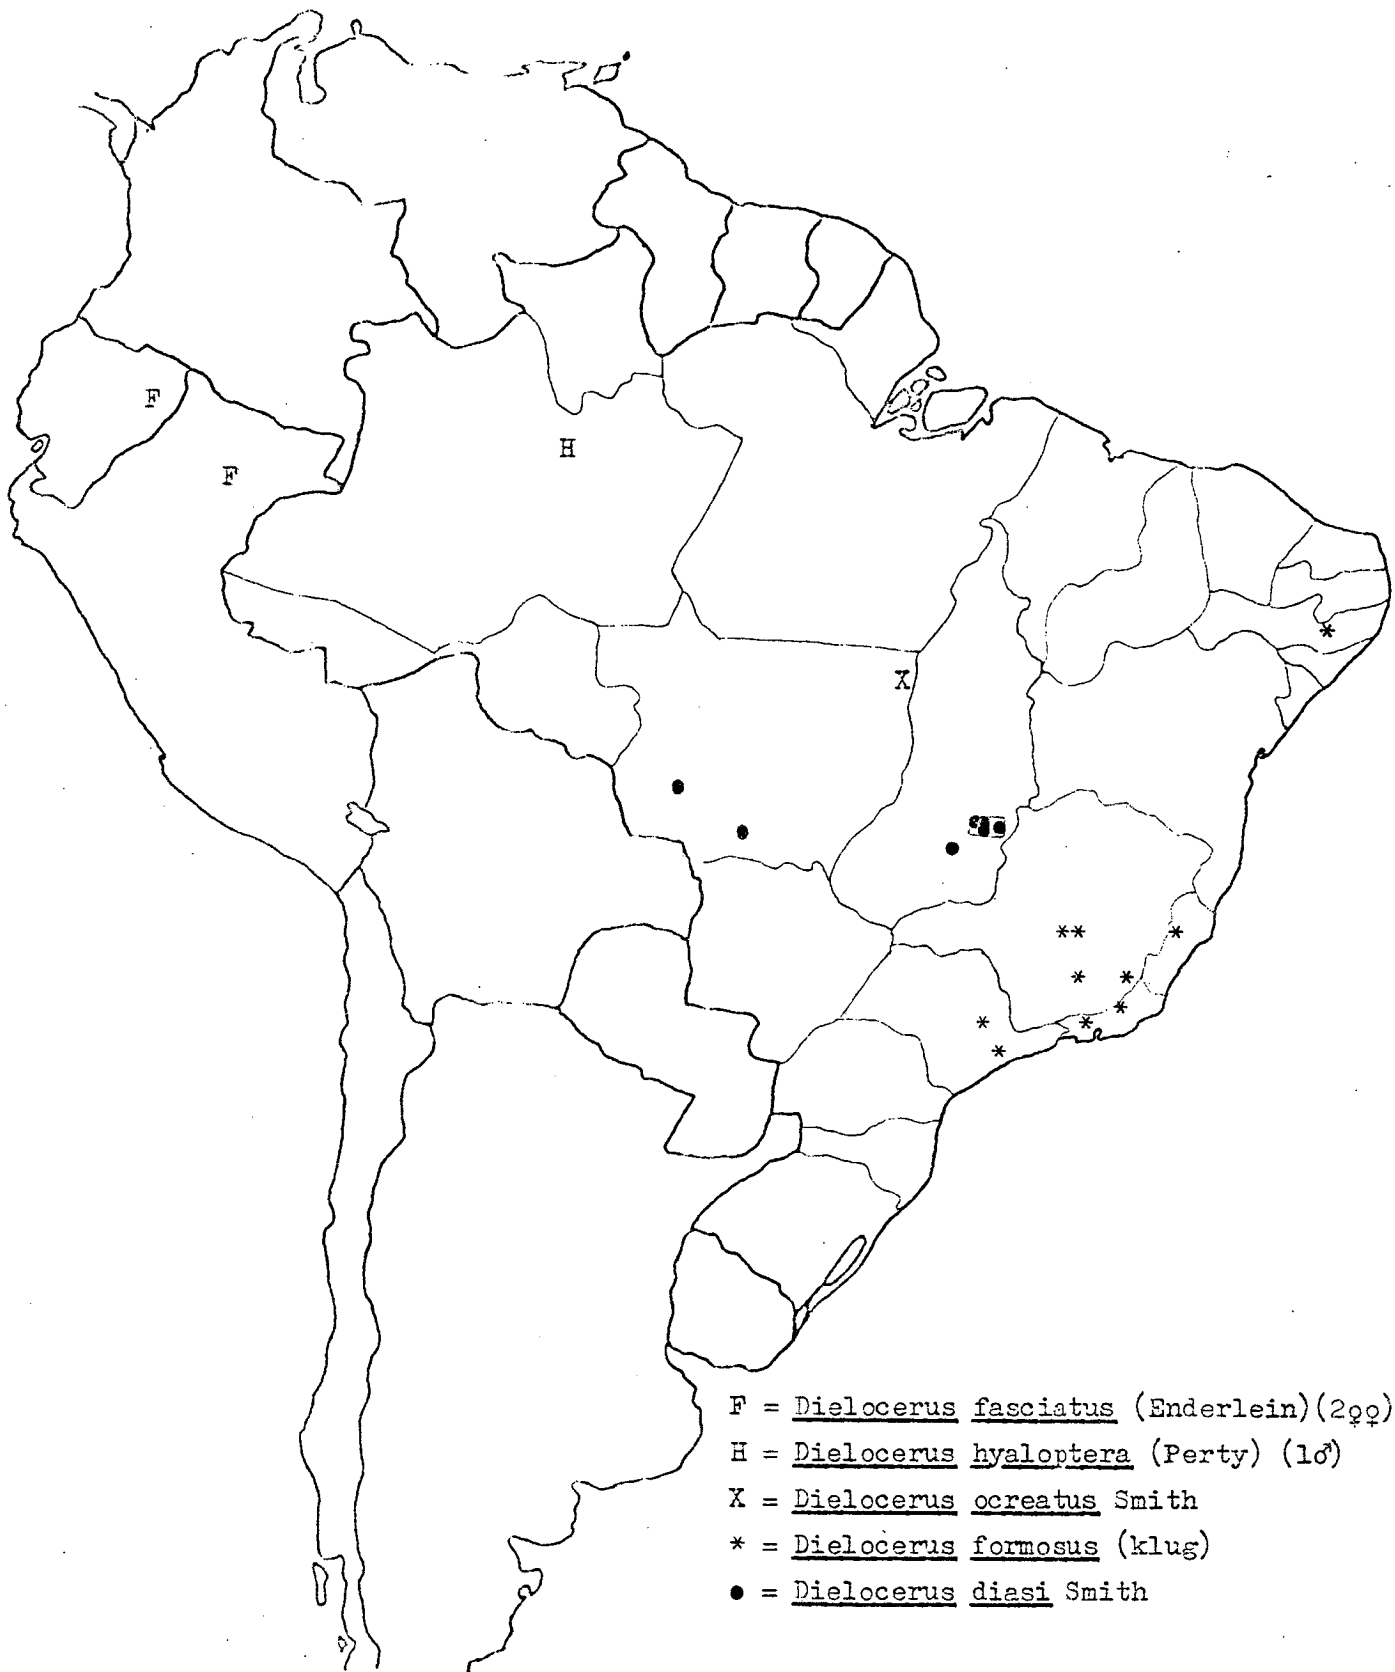 F
F
H
X
*
**
*
*
*
*
*
*
*
F = Dielocerus fasciatus (Enderlein)(2♀♀)
H = Dielocerus hyaloptera (Perty) (1♂)
X = Dielocerus ocreatus Smith
* = Dielocerus formosus (klug)
● = Dielocerus diasi Smith